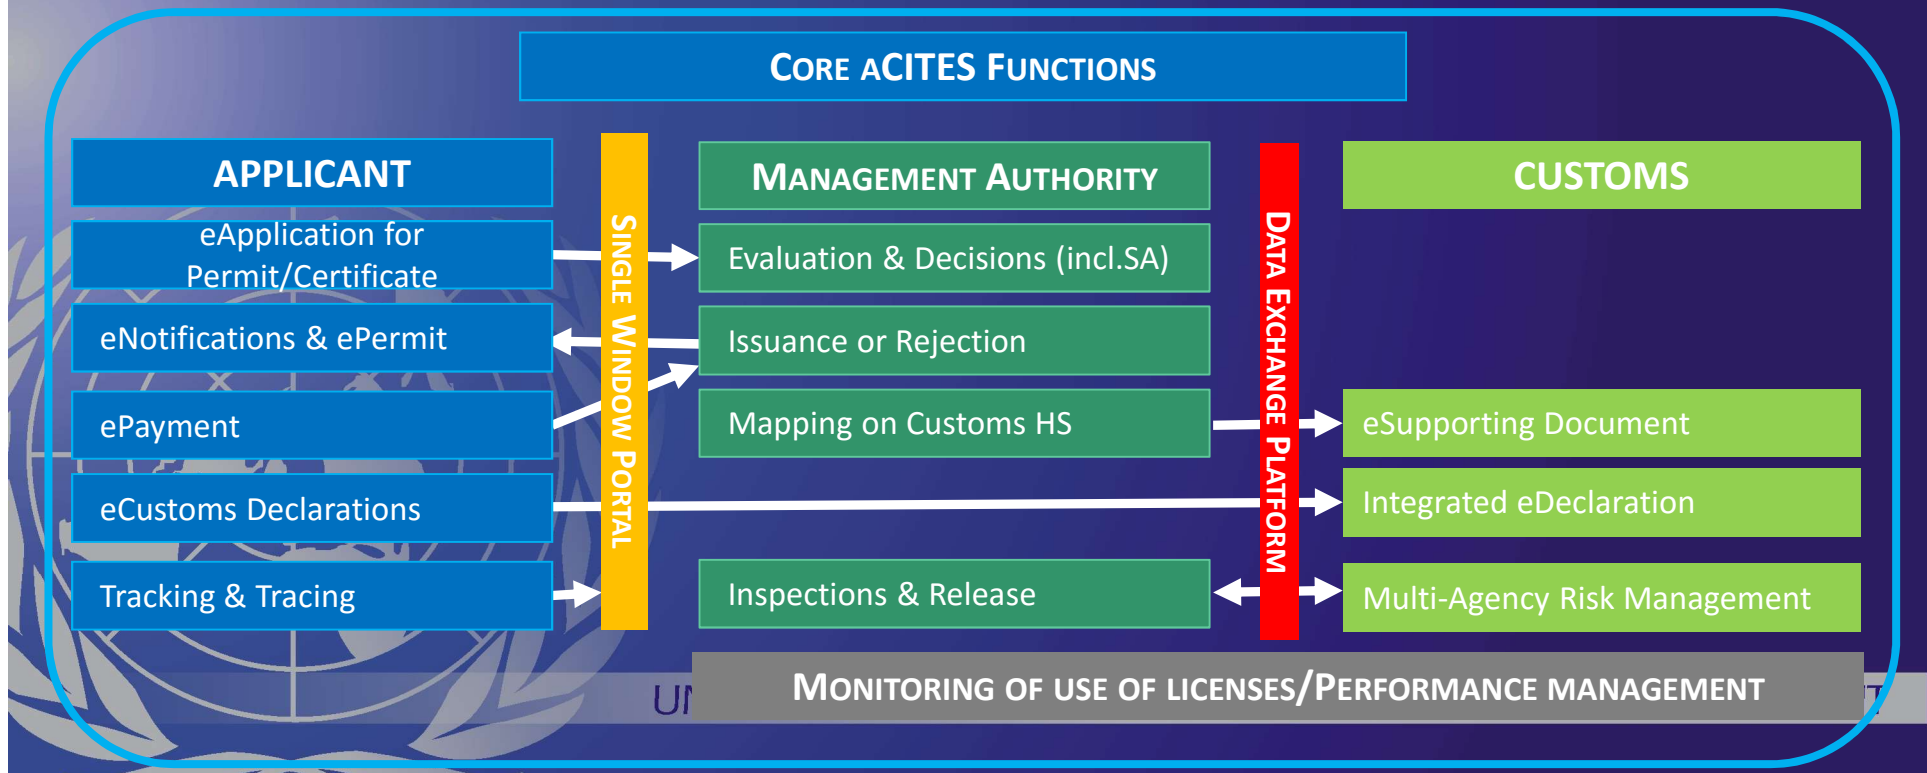 CORE ACITES FUNCTIONS
APPLICANT
MANAGEMENT AUTHORITY
CUSTOMS
eApplication for
Permit/Certificate
eNotifications & ePermit
ePayment
eCustoms Declarations
Tracking & Tracing
SINGLE WINDOW PORTAL
Evaluation & Decisions (incl.SA)
Issuance or Rejection
Mapping on Customs HS
Inspections & Release
DATA EXCHANGE PLATFORM
eSupporting Document
Integrated eDeclaration
Multi-Agency Risk Management
MONITORING OF USE OF LICENSES/PERFORMANCE MANAGEMENT